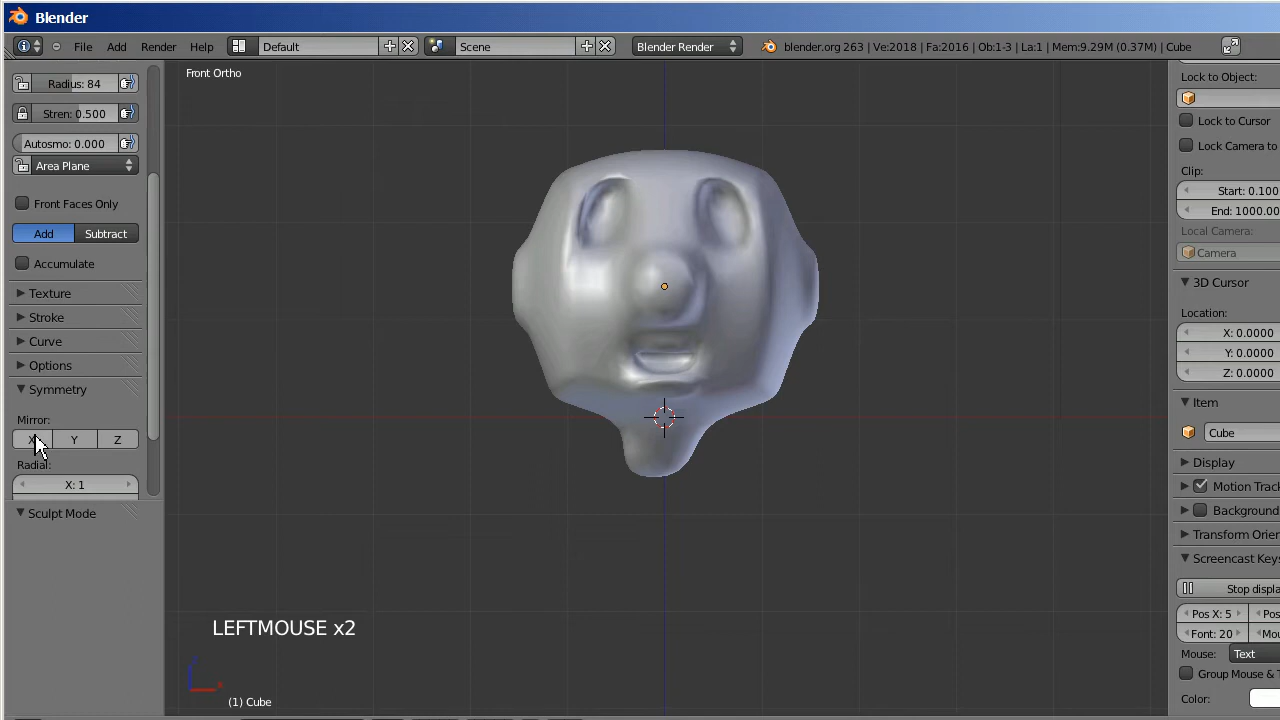 Blender
File Add Render Help Default Scene Blender Render blender.org 263 | Ve:2018 | Fa:2016 | Ob:1-3 | La:1 | Mem:9.29M (0.37M) | Cube
Radius: 84
Stren: 0.500
Autosmo: 0.000
Area Plane
Front Faces Only
Add Subtract
Accumulate
Texture
Stroke
Curve
Options
Symmetry
Mirror:
X Y Z
Radial:
X: 1
Sculpt Mode
Front Ortho
LEFTMOUSE x2
(1) Cube
Lock to Object:
Lock to Cursor
Lock Camera to
Clip:
Start: 0.100
End: 1000.00
Local Camera:
Camera
3D Cursor
Location:
X: 0.0000
Y: 0.0000
Z: 0.0000
Item
Cube
Display
Motion Track
Background
Transform Orien
Screencast Keys
Stop displa
Pos X: 5 Pos
Font: 20 Mou
Mouse: Text
Group Mouse & T
Color: